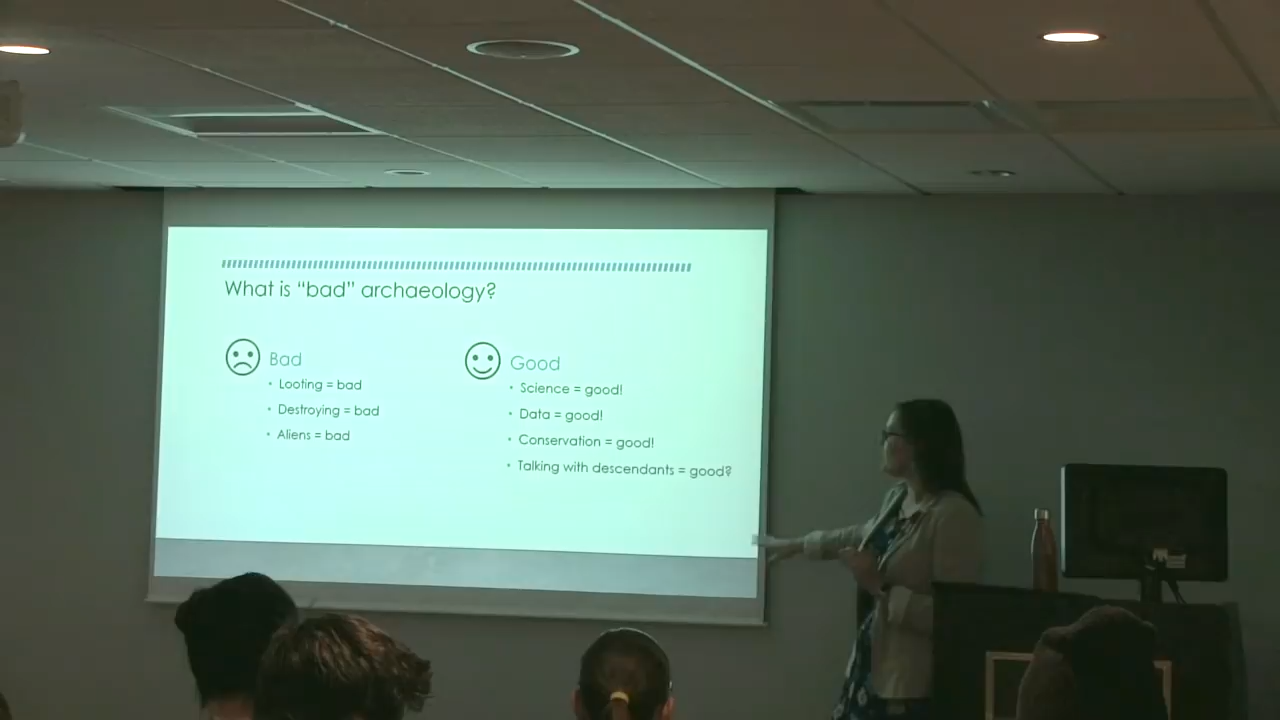 What is “bad” archaeology?
Bad
• Looting = bad
• Destroying = bad
• Aliens = bad
Good
• Science = good!
• Data = good!
• Conservation = good!
• Talking with descendants = good?